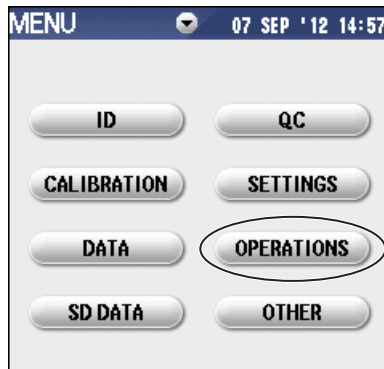 MENU 07 SEP '12 14:57
ID QC
CALIBRATION SETTINGS
DATA OPERATIONS
SD DATA OTHER